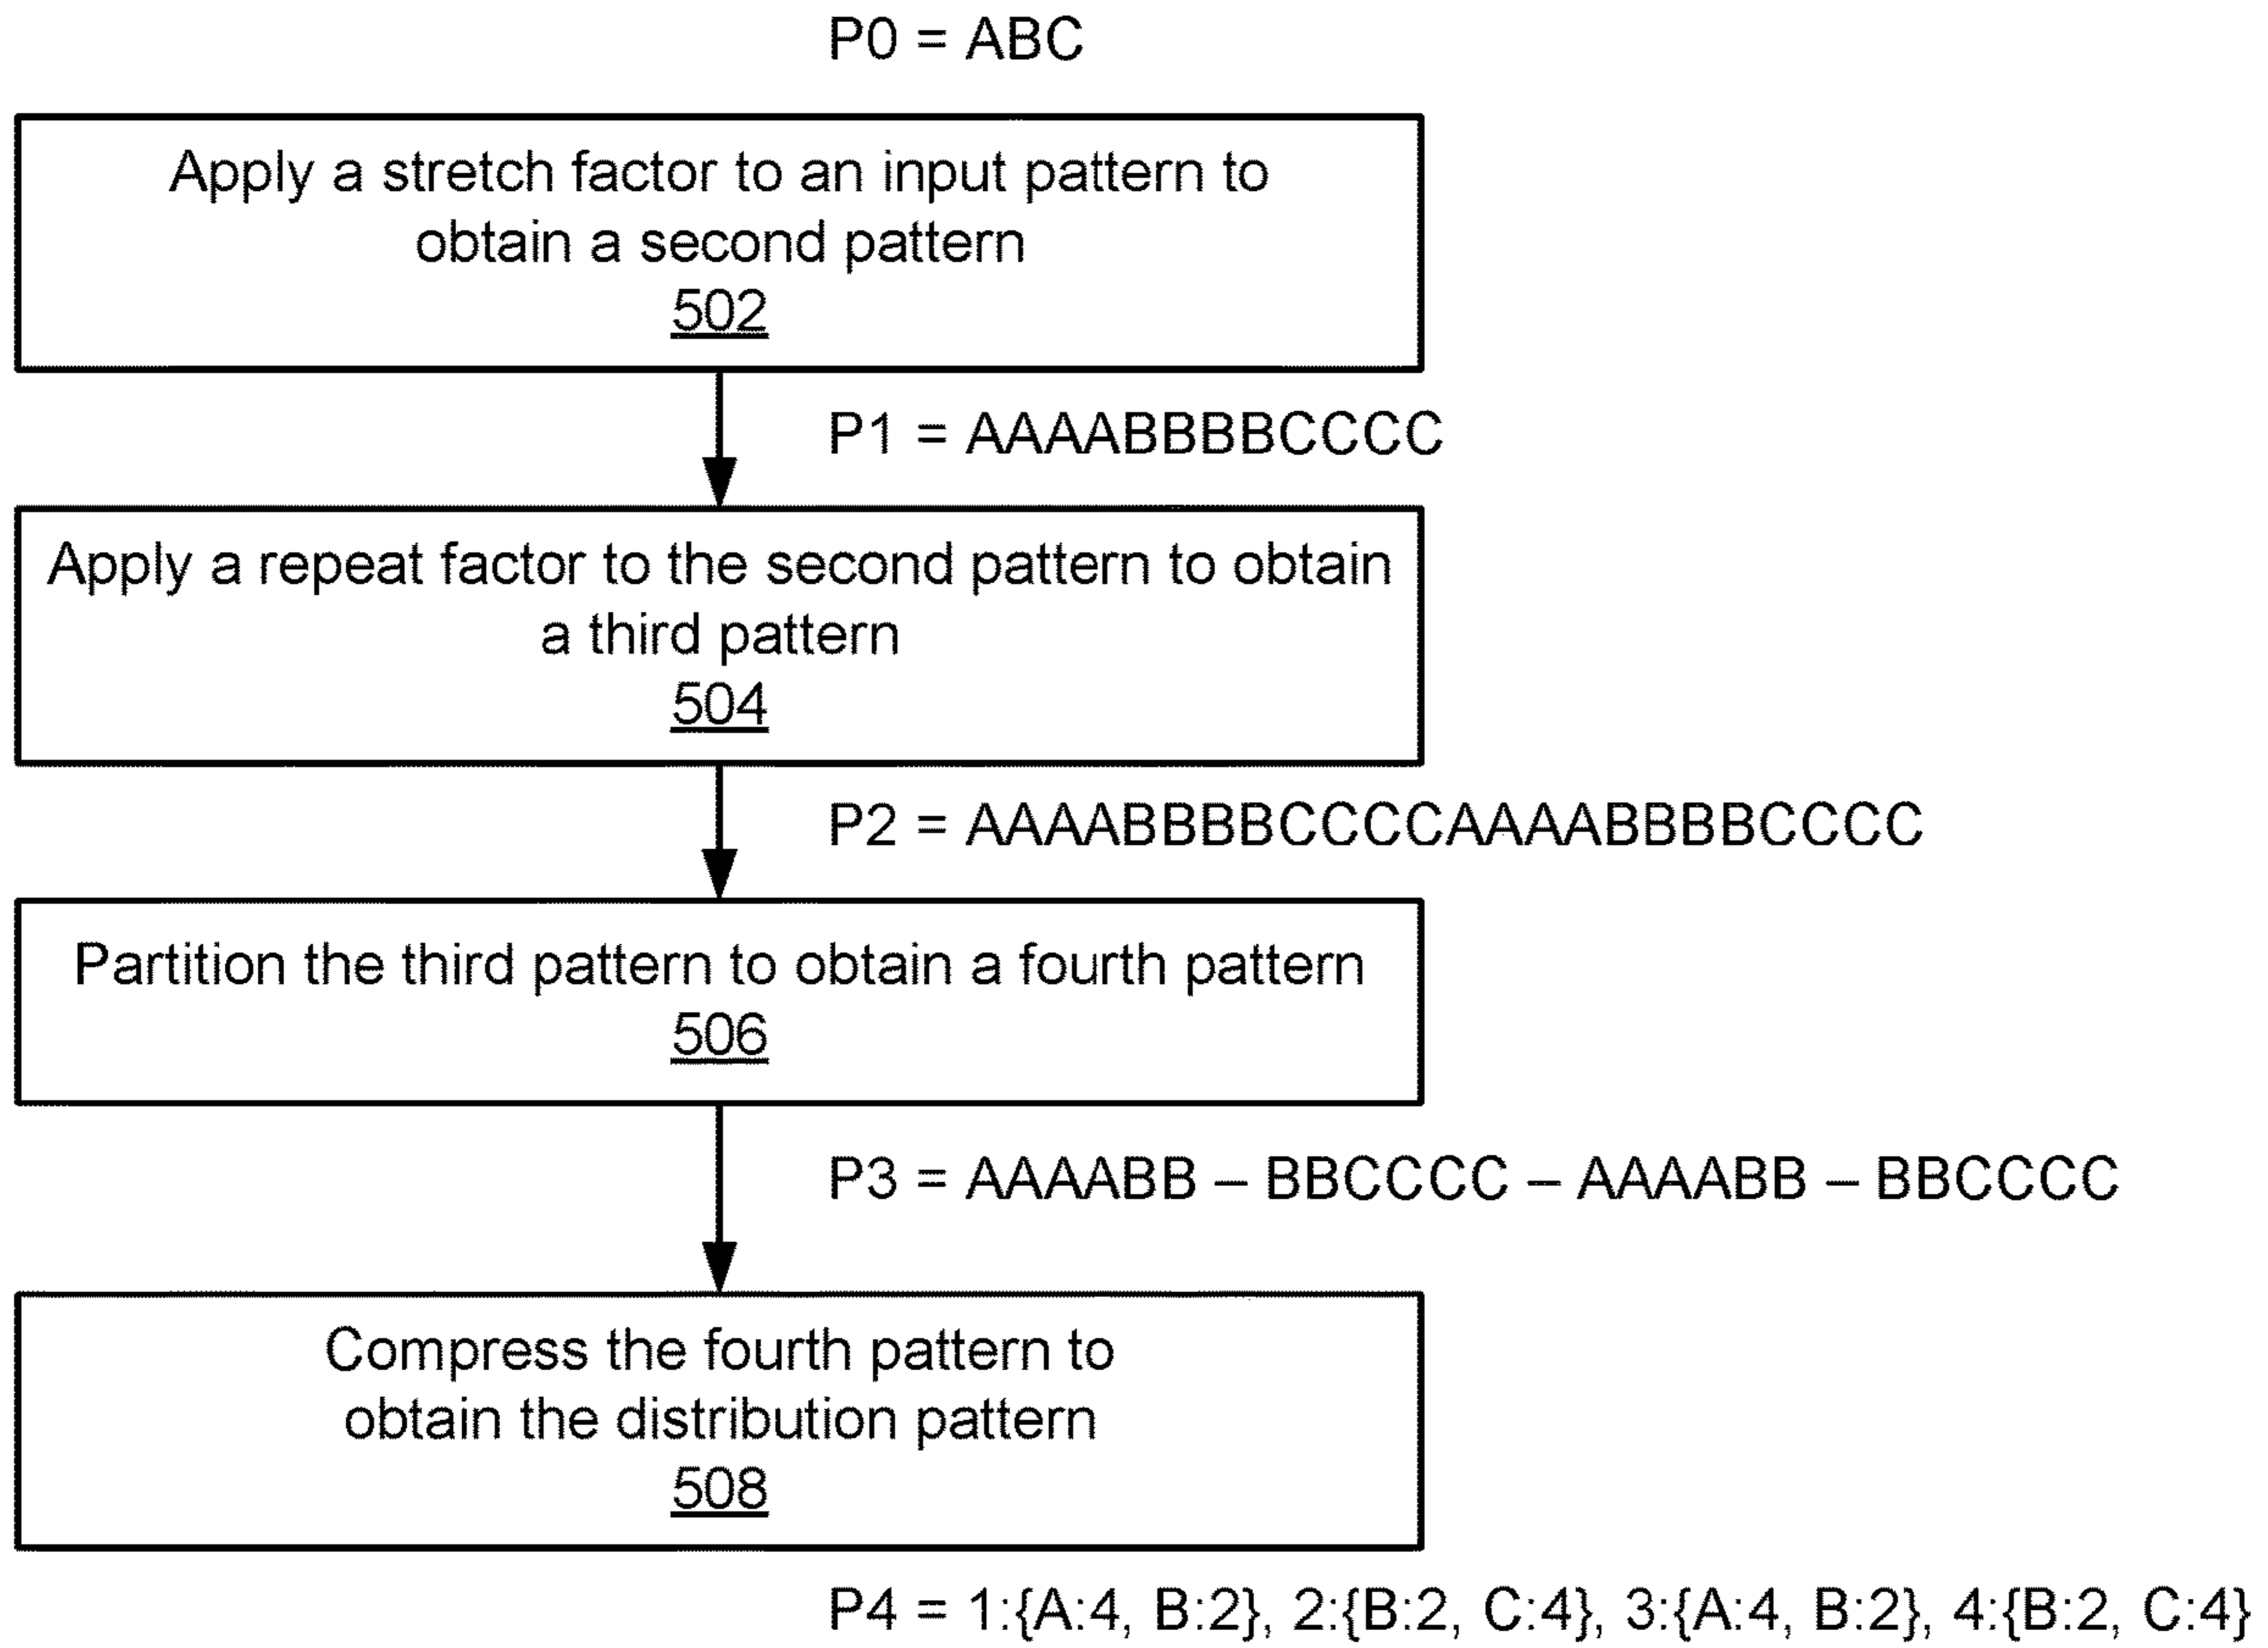 P0 = ABC
Apply a stretch factor to an input pattern to
obtain a second pattern
502
P1 = AAAABBBBCCCC
Apply a repeat factor to the second pattern to obtain
a third pattern
504
P2 = AAAABBBBCCCCAAAABBBBCCCC
Partition the third pattern to obtain a fourth pattern
506
P3 = AAAABB – BBCCCC – AAAABB – BBCCCC
Compress the fourth pattern to
obtain the distribution pattern
508
P4 = 1:{A:4, B:2}, 2:{B:2, C:4}, 3:{A:4, B:2}, 4:{B:2, C:4}